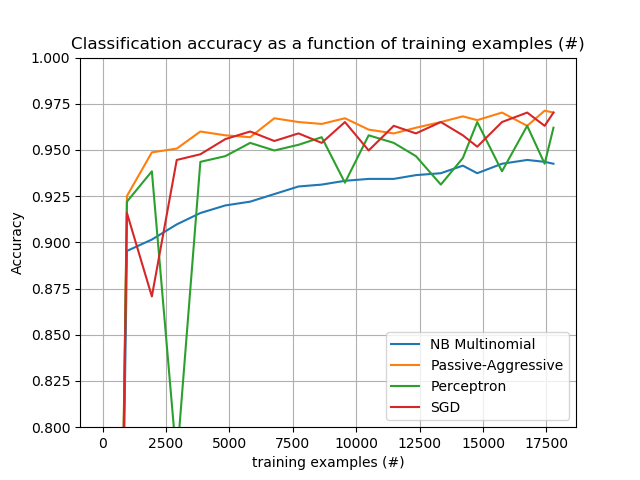 Classification accuracy as a function of training examples (#)
1.000
0.975
0.950
0.925
0.900
0.875
0.850
0.825
0.800
Accuracy
NB Multinomial
Passive-Aggressive
Perceptron
SGD
0 2500 5000 7500 10000 12500 15000 17500
training examples (#)